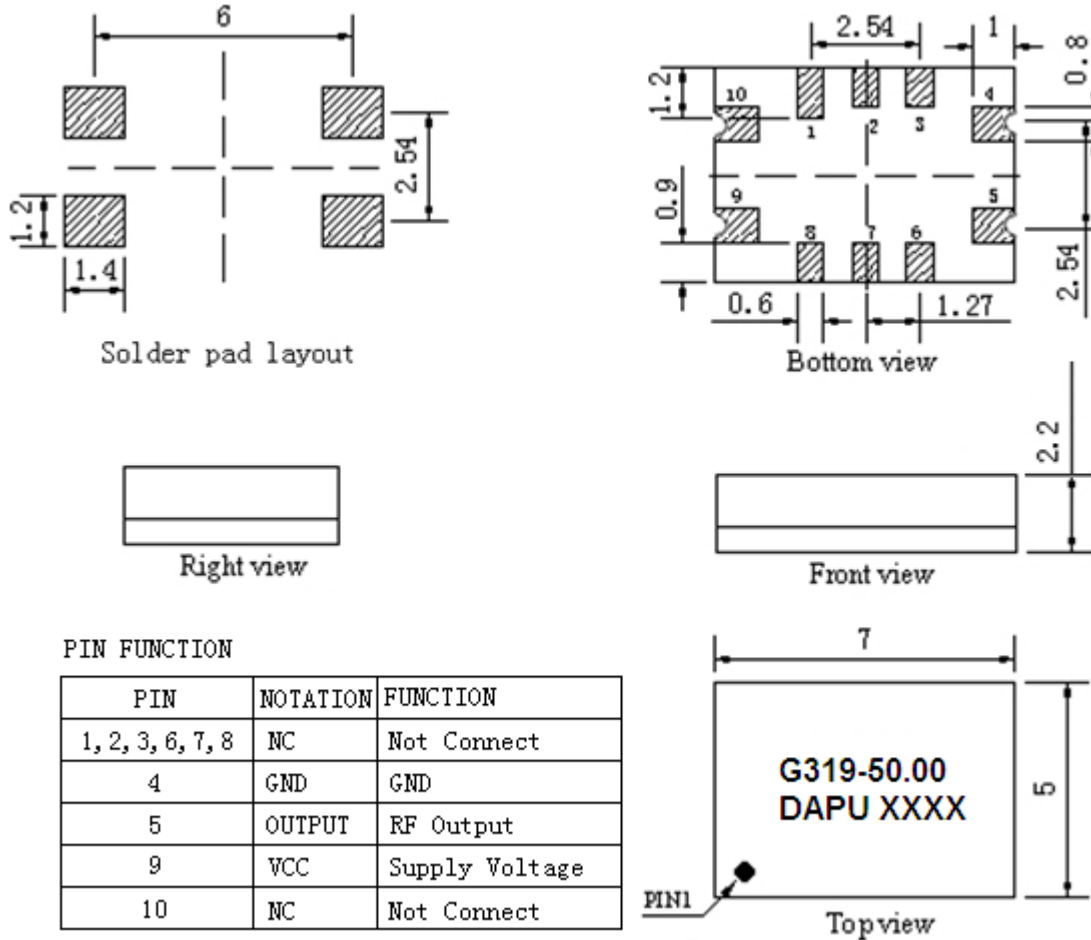 6
2.54
1.2
1.4
Solder pad layout
2.54
1
0.8
1.2
10
1
2
3
4
9
8
7
6
5
0.9
2.54
0.6
1.27
Bottom view
Right view
2.2
Front view
PIN FUNCTION
PIN NOTATION FUNCTION
1,2,3,6,7,8 NC Not Connect
4 GND GND
5 OUTPUT RF Output
9 VCC Supply Voltage
10 NC Not Connect
7
G319-50.00
DAPU XXXX
5
PIN1
Top view